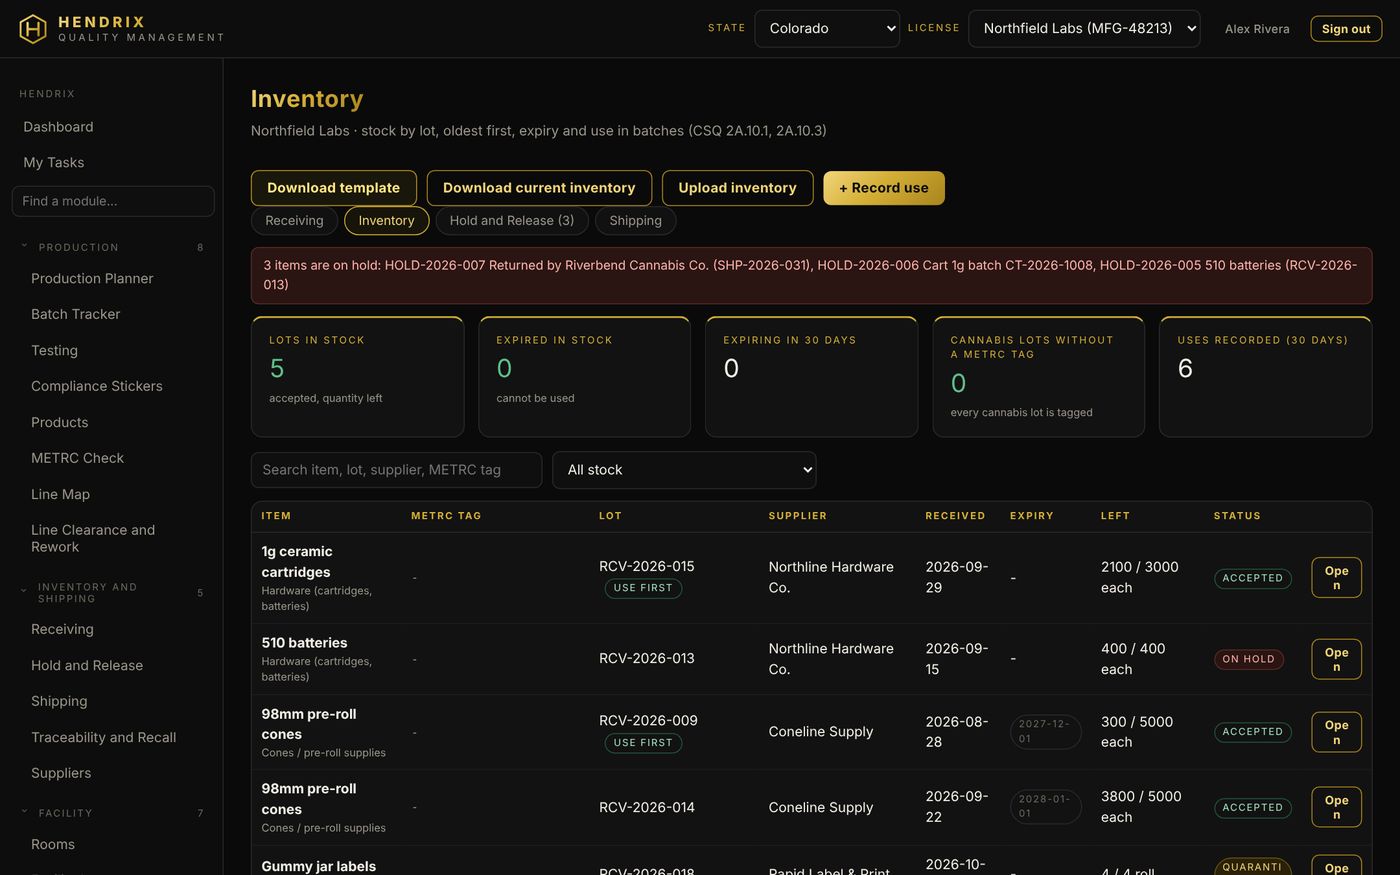 HENDRIX
QUALITY MANAGEMENT
STATE
Colorado
LICENSE
Northfield Labs (MFG-48213)
Alex Rivera
Sign out
HENDRIX
Dashboard
My Tasks
Find a module...
PRODUCTION 8
Production Planner
Batch Tracker
Testing
Compliance Stickers
Products
METRC Check
Line Map
Line Clearance and
Rework
INVENTORY AND
SHIPPING 5
Receiving
Hold and Release
Shipping
Traceability and Recall
Suppliers
FACILITY 7
Rooms
Inventory
Northfield Labs · stock by lot, oldest first, expiry and use in batches (CSQ 2A.10.1, 2A.10.3)
Download template
Download current inventory
Upload inventory
+ Record use
Receiving
Inventory
Hold and Release (3)
Shipping
3 items are on hold: HOLD-2026-007 Returned by Riverbend Cannabis Co. (SHP-2026-031), HOLD-2026-006 Cart 1g batch CT-2026-1008, HOLD-2026-005 510 batteries (RCV-2026-
013)
LOTS IN STOCK
5
accepted, quantity left
EXPIRED IN STOCK
0
cannot be used
EXPIRING IN 30 DAYS
0
CANNABIS LOTS WITHOUT
A METRC TAG
0
every cannabis lot is tagged
USES RECORDED (30 DAYS)
6
Search item, lot, supplier, METRC tag
All stock
ITEM METRC TAG LOT SUPPLIER RECEIVED EXPIRY LEFT STATUS
1g ceramic
cartridges
Hardware (cartridges,
batteries)
-
RCV-2026-015
USE FIRST
Northline Hardware
Co.
2026-09-
29
-
2100 / 3000
each
ACCEPTED
Ope
n
510 batteries
Hardware (cartridges,
batteries)
-
RCV-2026-013
Northline Hardware
Co.
2026-09-
15
-
400 / 400
each
ON HOLD
Ope
n
98mm pre-roll
cones
Cones / pre-roll supplies
-
RCV-2026-009
USE FIRST
Coneline Supply
2026-08-
28
2027-12-
01
300 / 5000
each
ACCEPTED
Ope
n
98mm pre-roll
cones
Cones / pre-roll supplies
-
RCV-2026-014
Coneline Supply
2026-09-
22
2028-01-
01
3800 / 5000
each
ACCEPTED
Ope
n
Gummy jar labels
RCV-2026-018
Rapid Label & Print
2026-10-
-
4 / 4 roll
QUARANTI
Ope